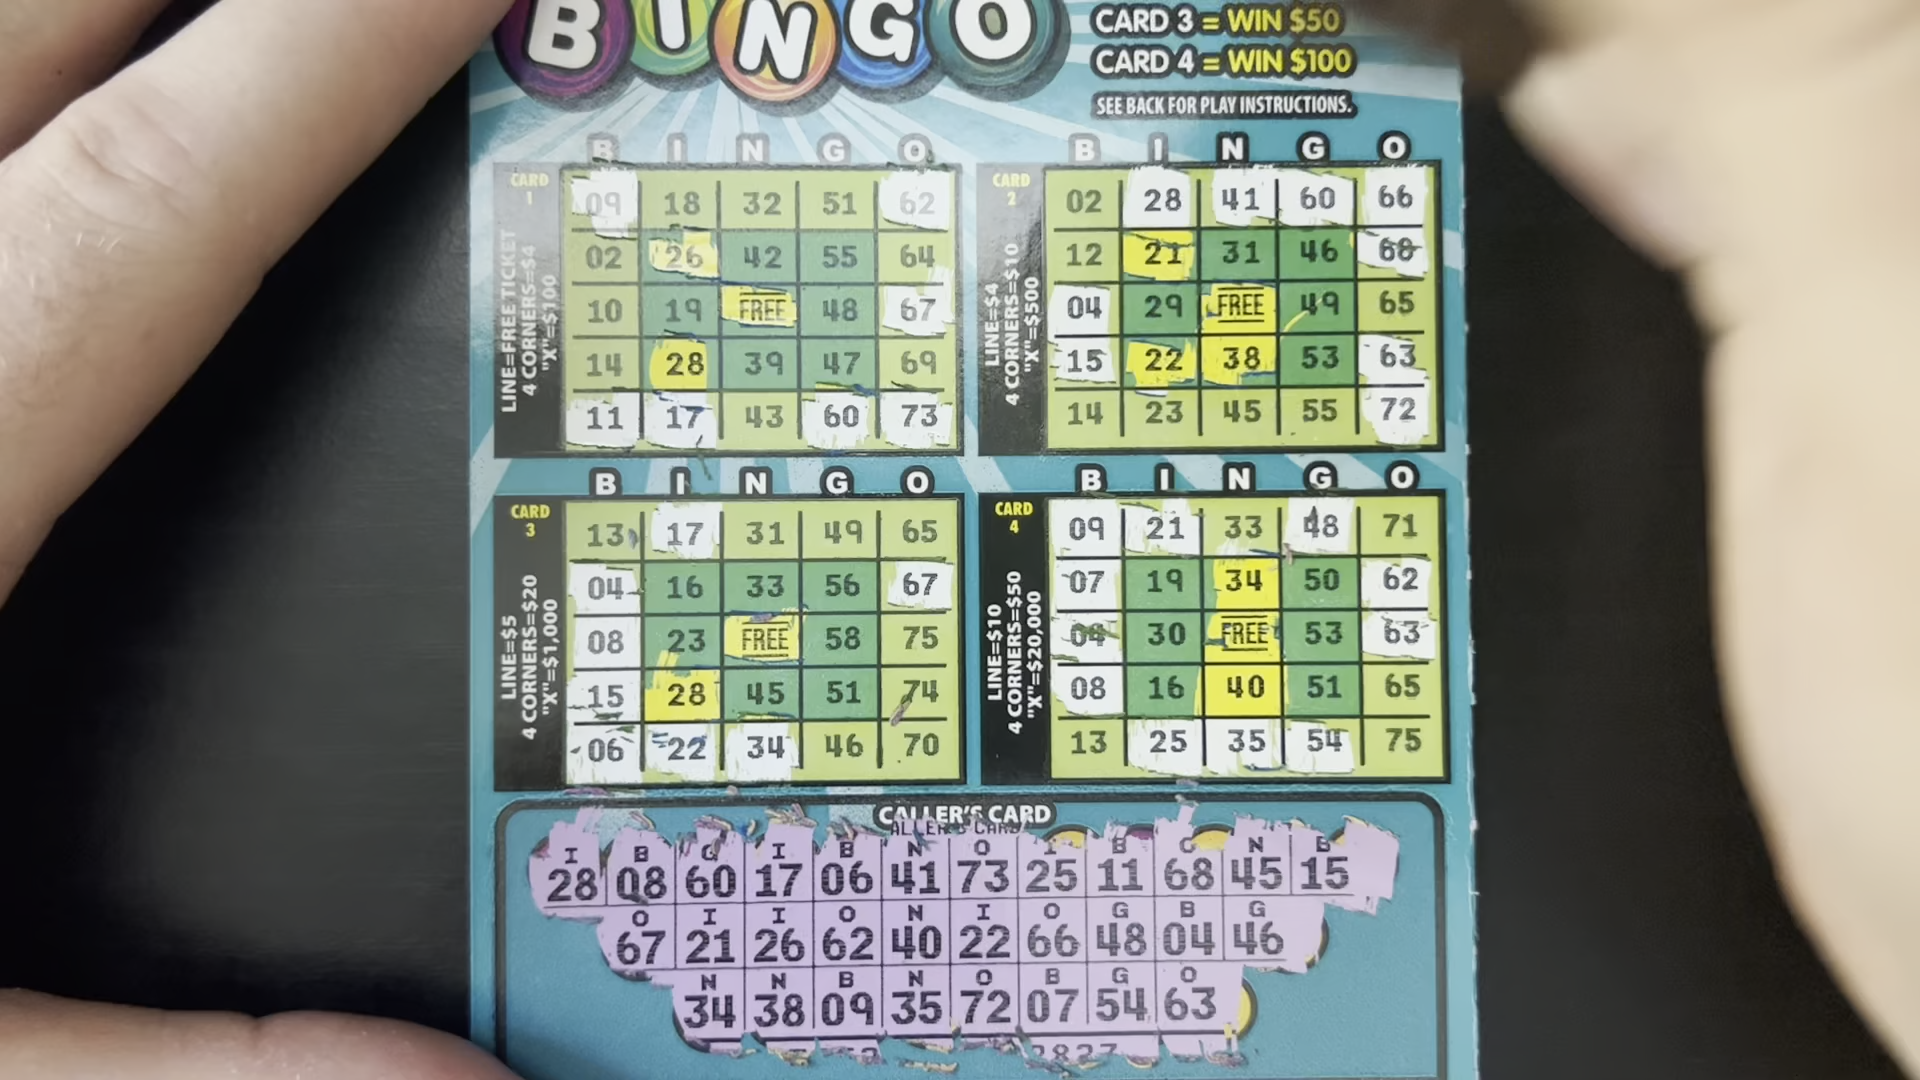 BINGO
CARD 3 = WIN $50
CARD 4 = WIN $100
SEE BACK FOR PLAY INSTRUCTIONS.
B I N G O
CARD 1
LINE=FREE TICKET
4 CORNERS=$4
"X"=$100
09 18 32 51 62
02 26 42 55 64
10 19 FREE 48 67
14 28 39 47 69
11 17 43 60 73
B I N G O
CARD 2
LINE=$4
4 CORNERS=$10
"X"=$500
02 28 41 60 66
12 21 31 46 68
04 29 FREE 49 65
15 22 38 53 63
14 23 45 55 72
B I N G O
CARD 3
LINE=$5
4 CORNERS=$20
"X"=$1,000
13 17 31 49 65
04 16 33 56 67
08 23 FREE 58 75
15 28 45 51 74
06 22 34 46 70
B I N G O
CARD 4
LINE=$10
4 CORNERS=$50
"X"=$20,000
09 21 33 48 71
07 19 34 50 62
04 30 FREE 53 63
08 16 40 51 65
13 25 35 54 75
CALLER'S CARD
I B G I B N O I B O N B
28 08 60 17 06 41 73 25 11 68 45 15
O I I O N I O G B G
67 21 26 62 40 22 66 48 04 46
N N B N O B G O
34 38 09 35 72 07 54 63